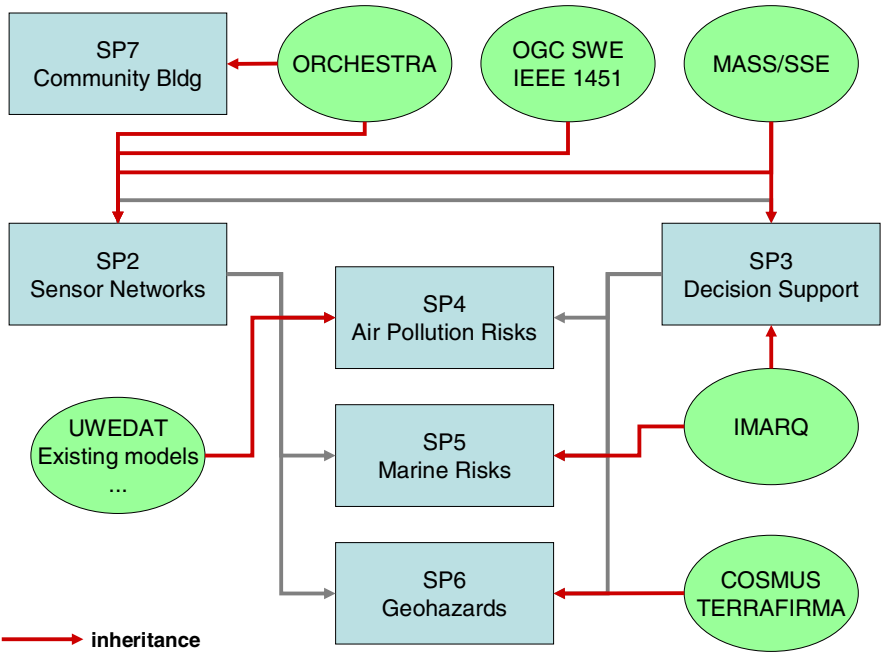 SP7
Community Bldg
ORCHESTRA
OGC SWE
IEEE 1451
MASS/SSE
SP2
Sensor Networks
SP3
Decision Support
SP4
Air Pollution Risks
UWEDAT
Existing models
...
SP5
Marine Risks
IMARQ
SP6
Geohazards
COSMUS
TERRAFIRMA
inheritance